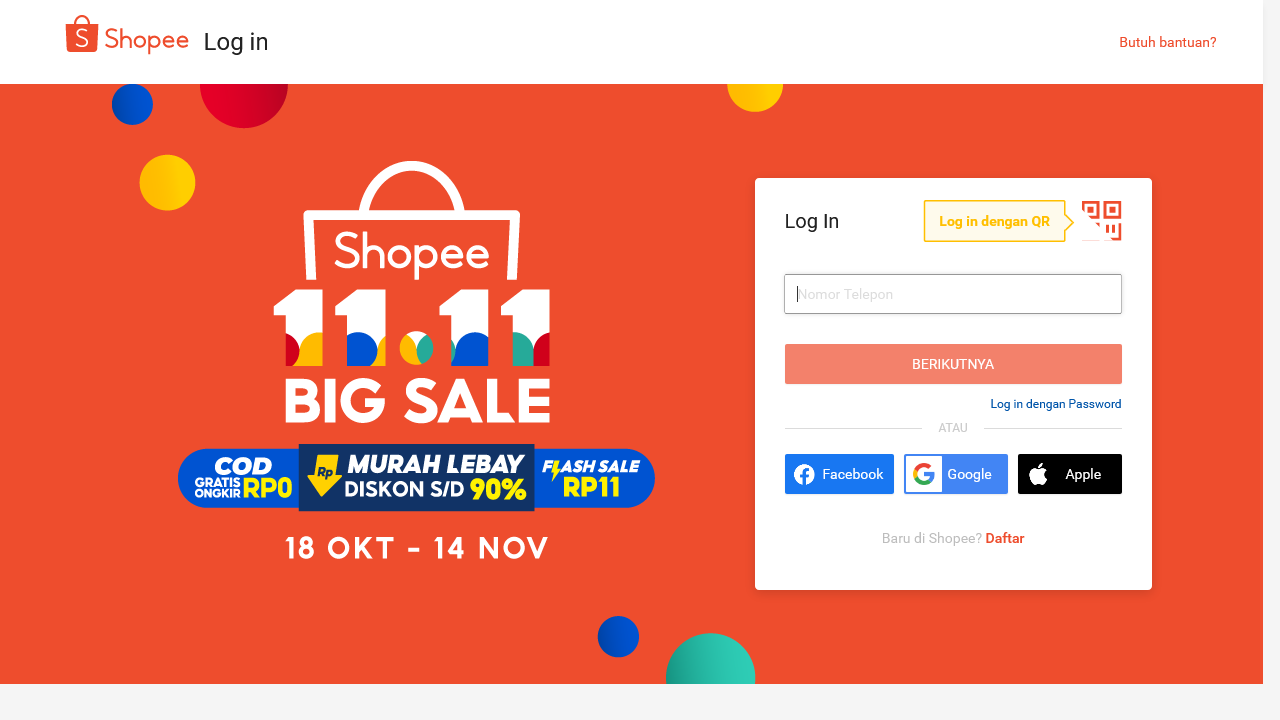 Shopee
Log in
Butuh bantuan?
Shopee
11.11
BIG SALE
COD
GRATIS
ONGKIR
RP0
Rp
MURAH LEBAY
DISKON S/D 90%
FLASH SALE
RP11
18 OKT - 14 NOV
Log In
Log in dengan QR
Nomor Telepon
BERIKUTNYA
Log in dengan Password
ATAU
Facebook
Google
Apple
Baru di Shopee? Daftar